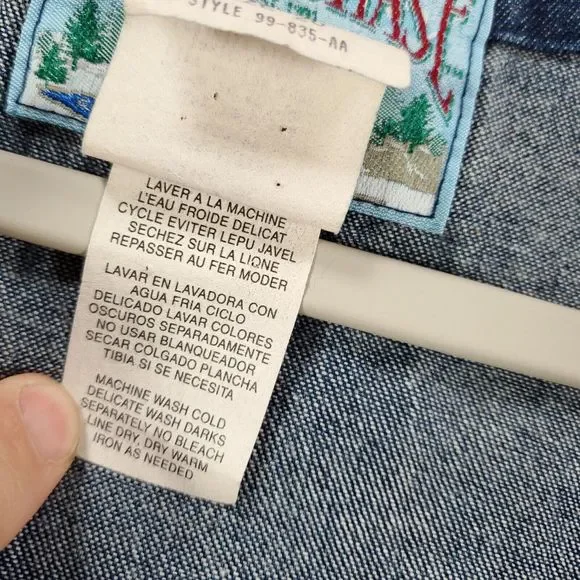 EST 1991
STYLE 99-835-AA
LAVER A LA MACHINE
L'EAU FROIDE DELICAT
CYCLE EVITER LEPU JAVEL
SECHEZ SUR LA LIQNE
REPASSER AU FER MODER
LAVAR EN LAVADORA CON
AGUA FRIA CICLO
DELICADO LAVAR COLORES
OSCUROS SEPARADAMENTE
NO USAR BLANQUEADOR
SECAR COLGADO PLANCHA
TIBIA SI SE NECESITA
MACHINE WASH COLD
DELICATE WASH DARKS
SEPARATELY NO BLEACH
LINE DRY. DRY WARM
IRON AS NEEDED